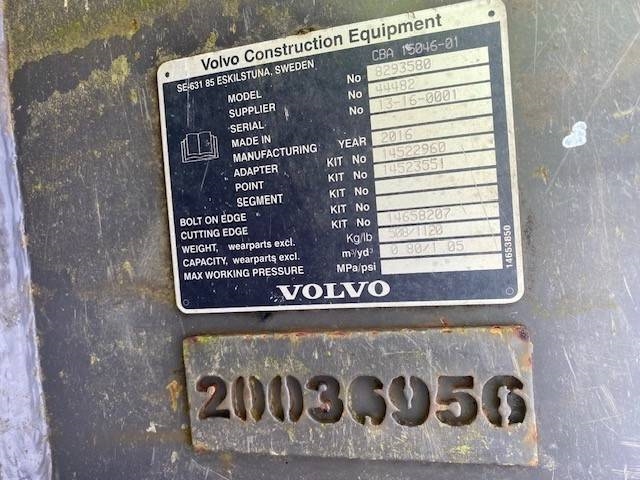 Volvo Construction Equipment
SE-631 85 ESKILSTUNA, SWEDEN
MODEL CBA 15046-01
SUPPLIER No 8293580
SERIAL No 44482
MADE IN No 13-16-0001
MANUFACTURING YEAR 2016
ADAPTER KIT No 14522960
POINT KIT No 14523551
SEGMENT KIT No
BOLT ON EDGE KIT No
CUTTING EDGE KIT No 14658207
WEIGHT, wearparts excl. Kg/lb 508/1120
CAPACITY, wearparts excl. m³/yd³ 0.80/1.05
MAX WORKING PRESSURE MPa/psi
VOLVO
14653850
20036956